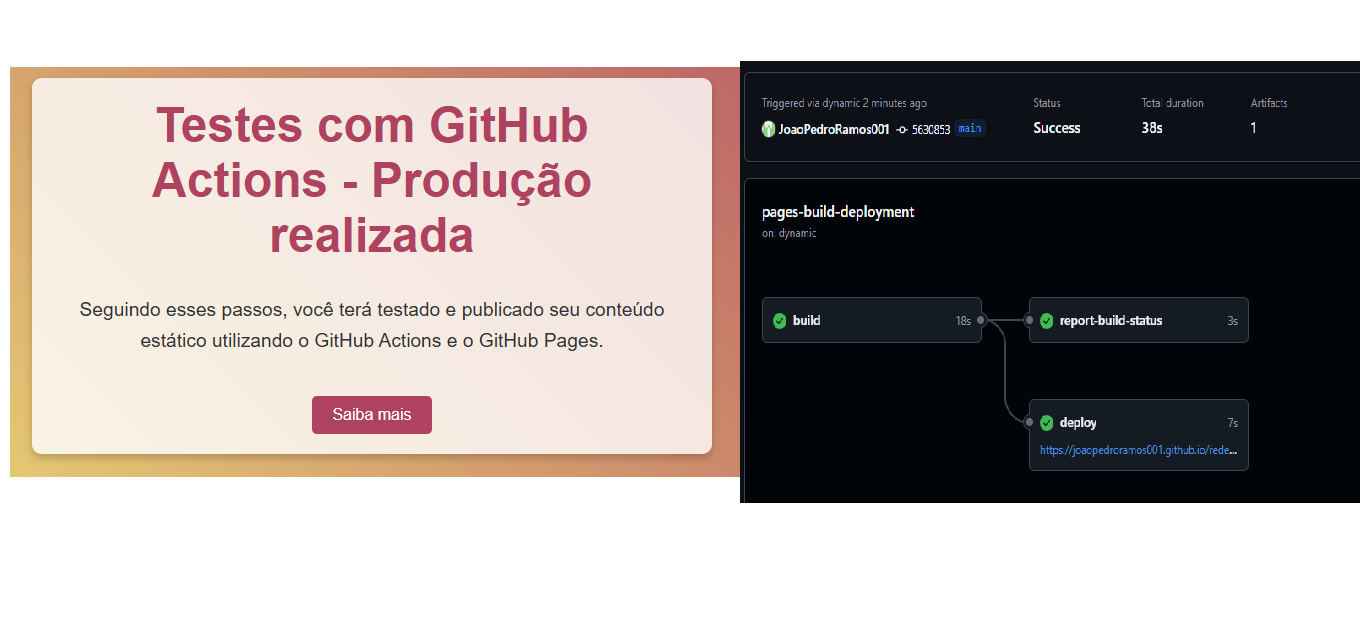 Testes com GitHub
Actions - Produção
realizada
Seguindo esses passos, você terá testado e publicado seu conteúdo
estático utilizando o GitHub Actions e o GitHub Pages.
Saiba mais
Triggered via dynamic 2 minutes ago
JoaoPedroRamos001 5630853 main
Status
Success
Total duration
38s
Artifacts
1
pages-build-deployment
on: dynamic
build 18s
report-build-status 3s
deploy 7s
https://joaopedroramos001.github.io/rede...